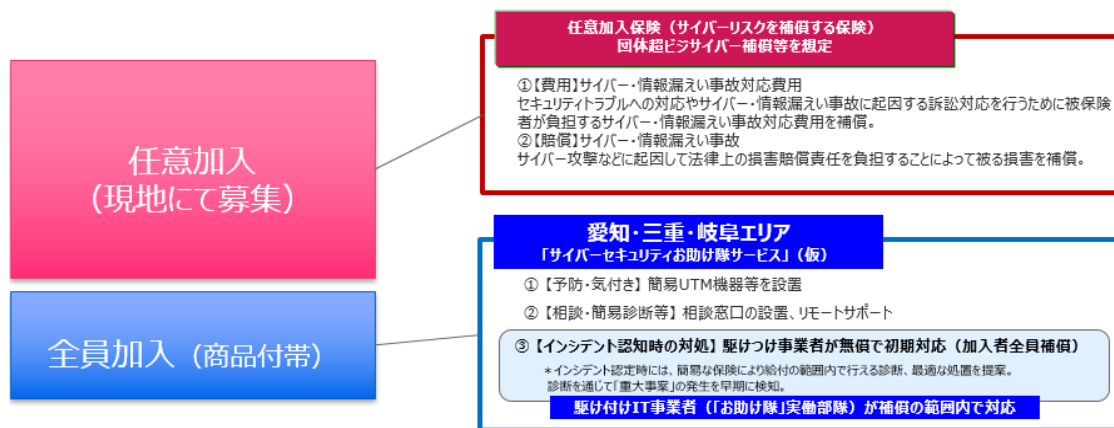 任意加入保険（サイバーリスクを補償する保険）
団体超ビジサイバー補償等を想定
①【費用】サイバー・情報漏えい事故対応費用
セキュリティトラブルへの対応やサイバー・情報漏えい事故に起因する訴訟対応を行うために被保険
者が負担するサイバー・情報漏えい事故対応費用を補償。
②【賠償】サイバー・情報漏えい事故
サイバー攻撃などに起因して法律上の損害賠償責任を負担することによって被る損害を補償。
任意加入
（現地にて募集）
愛知・三重・岐阜エリア
「サイバーセキュリティお助け隊サービス」（仮）
① 【予防・気付き】 簡易UTM機器等を設置
② 【相談・簡易診断等】 相談窓口の設置、リモートサポート
③ 【インシデント認知時の対処】 駆けつけ事業者が無償で初期対応（加入者全員補償）
＊インシデント認定時には、簡易な保険により給付の範囲内で行える診断、最適な処置を提案。
診断を通じて「重大事案」の発生を早期に検知。
駆け付けIT事業者（「お助け隊」実働部隊）が補償の範囲内で対応
全員加入（商品付帯）